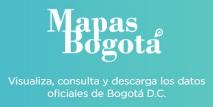 Mapas
Bogotá
Visualiza, consulta y descarga los datos
oficiales de Bogotá D.C.